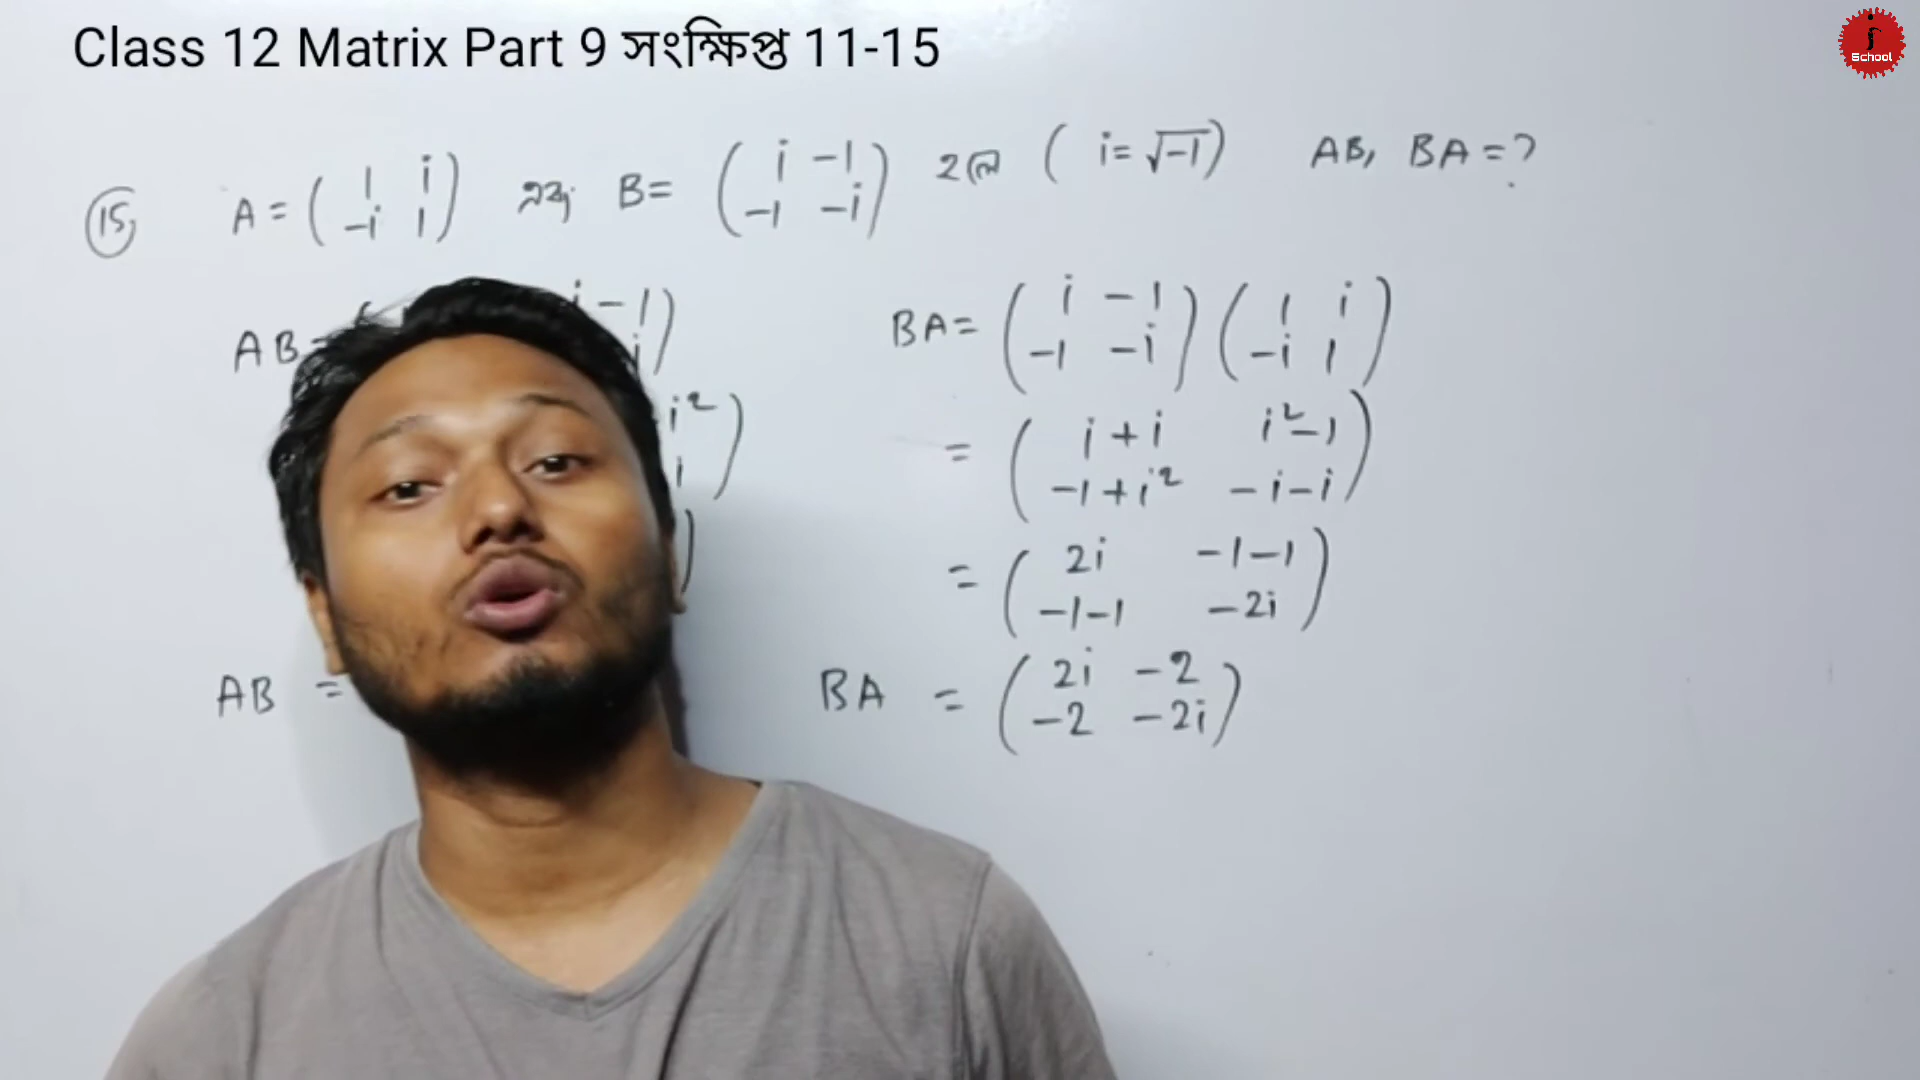 Class 12 Matrix Part 9 সংক্ষিপ্ত 11-15
School
15, A = ( 1 i ) এবং B = ( i -1 ) হলে ( i = √-1 ) AB, BA = ?
( -i 1 ) ( -1 -i )
AB = i -1 )
i )
i² )
i )
)
AB =
BA = ( i -1 ) ( 1 i )
( -1 -i ) ( -i 1 )
= ( i + i i² - 1 )
( -1 + i² -i - i )
= ( 2i -1-1 )
( -1-1 -2i )
BA = ( 2i -2 )
( -2 -2i )